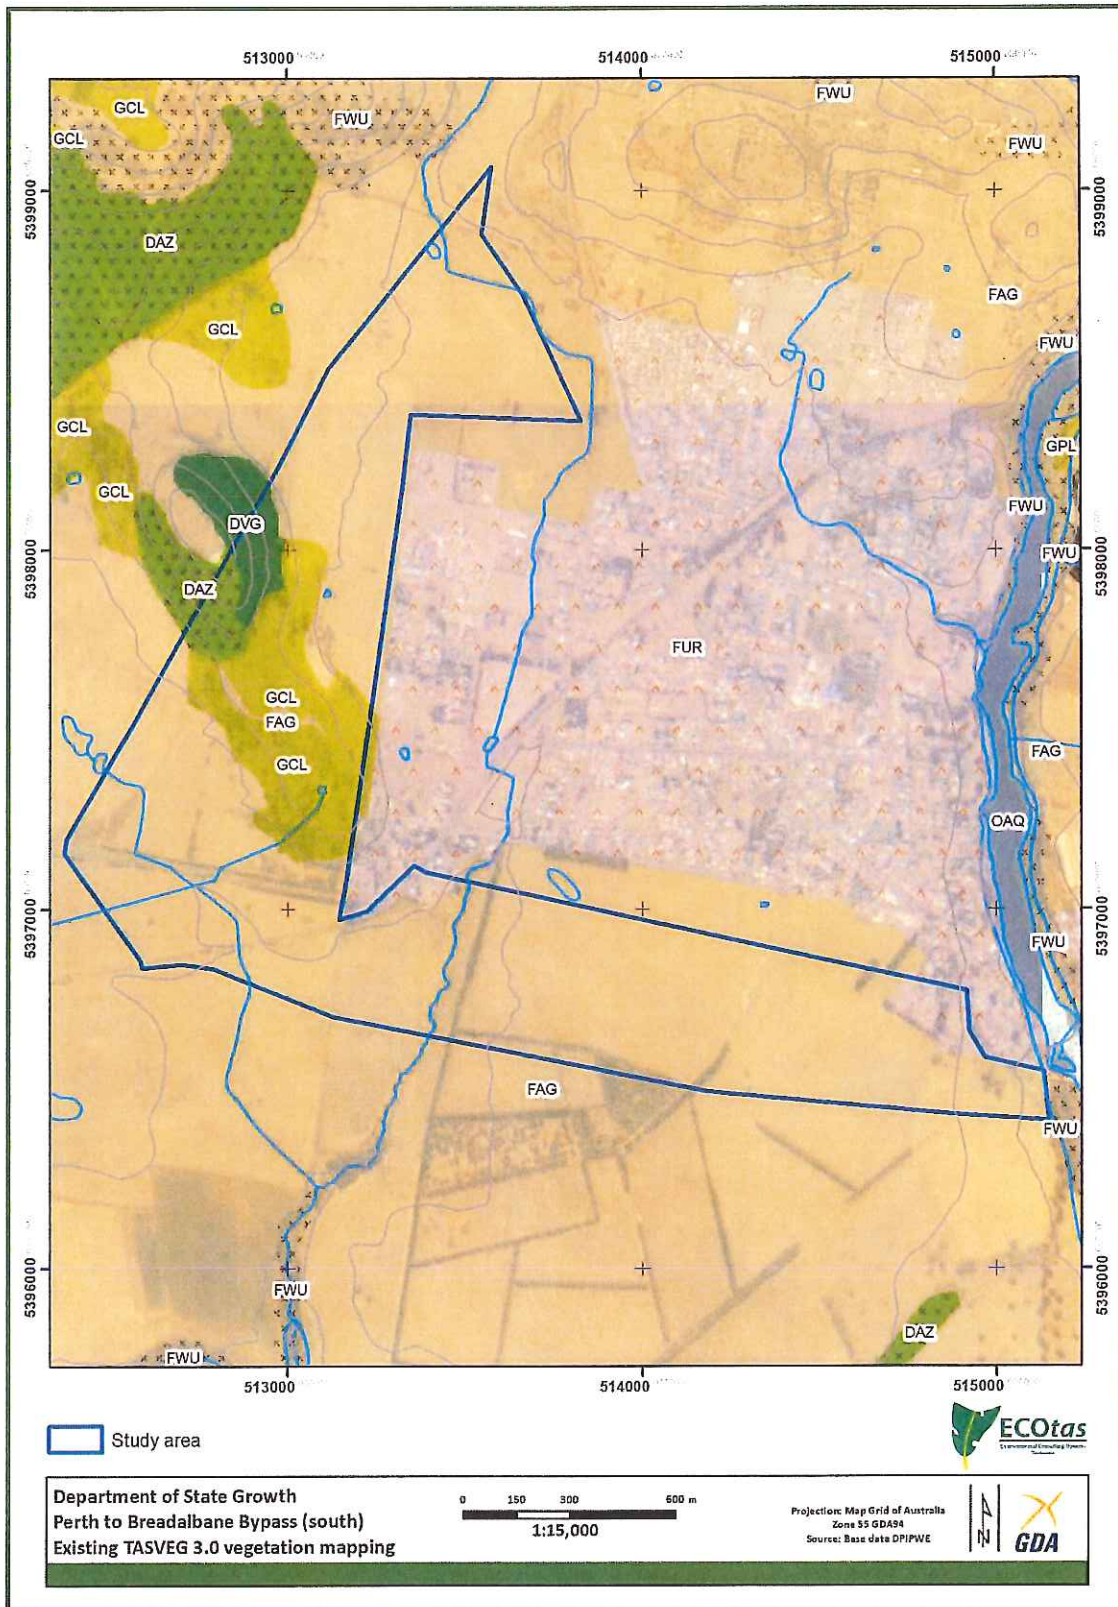 513000
514000
515000
GCL
FWU
FWU
GCL
FWU
5399000
5399000
DAZ
FAG
GCL
FWU
GCL
GPL
GCL
FWU
DVG
5398000
FWU
5398000
DAZ
FUR
GCL
FAG
FAG
GCL
OAQ
5397000
FWU
5397000
FAG
FWU
5396000
FWU
5396000
DAZ
FWU
513000
514000
515000
Study area
ECOtas
Department of State Growth
Perth to Breadalbane Bypass (south)
Existing TASVEG 3.0 vegetation mapping
0 150 300 600 m
1:15,000
Projection: Map Grid of Australia
Zone 55 GDA94
Source: Base data DPIPWE
N
GDA